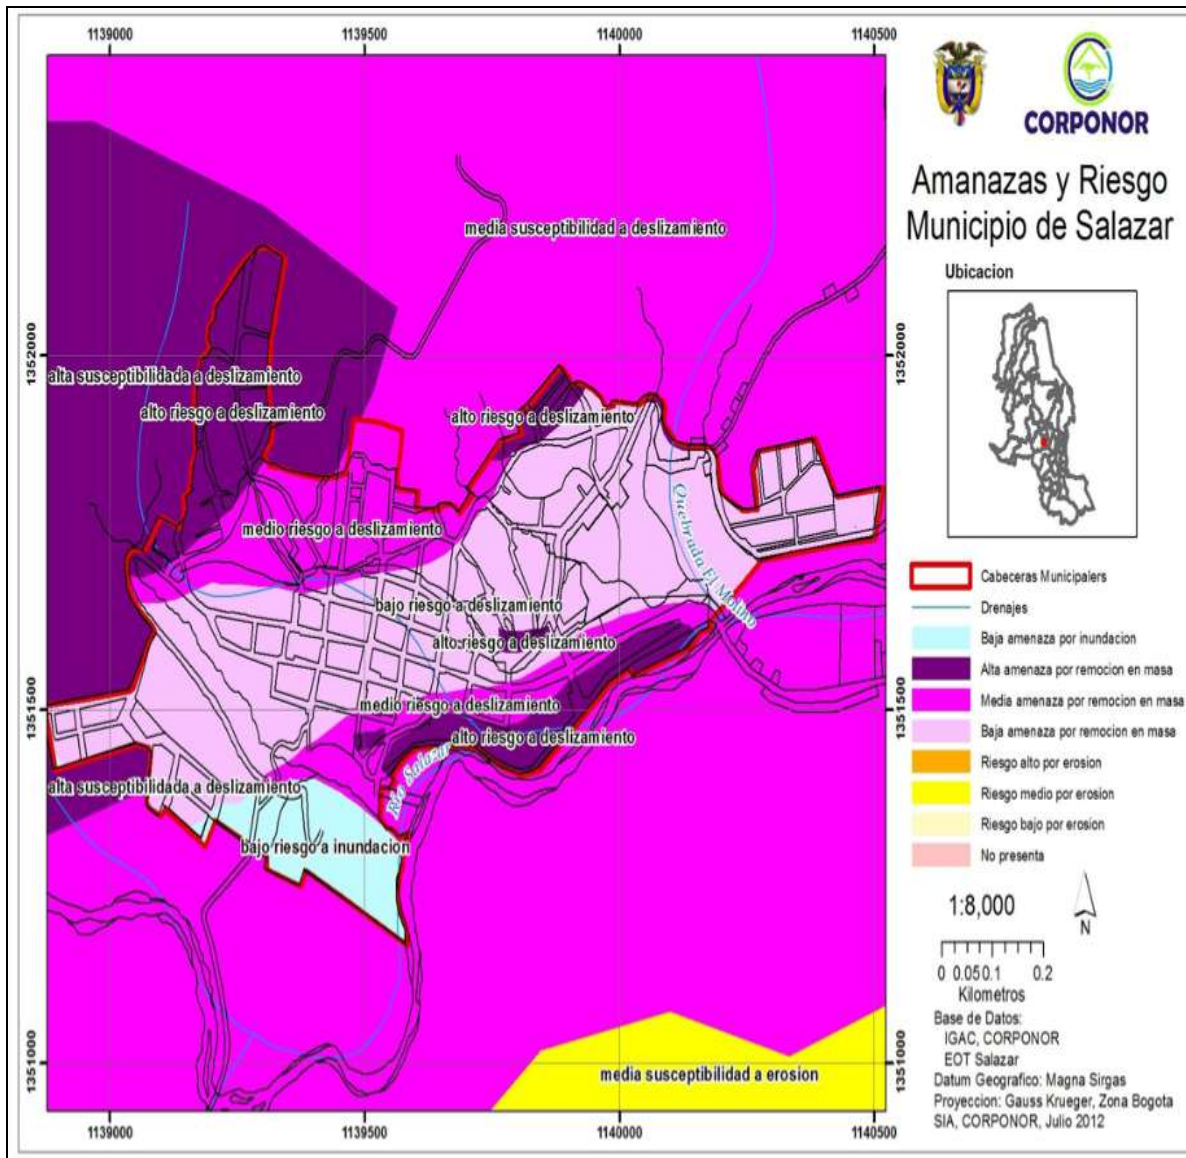 1139000 1139500 1140000 1140500
CORPONOR
Amanazas y Riesgo
Municipio de Salazar
Ubicacion
media susceptibilidad a deslizamiento
1352000 1352000
alta susceptibilidada a deslizamiento
alto riesgo a deslizamiento
alto riesgo a deslizamiento
medio riesgo a deslizamiento
Quebrada El Molino
bajo riesgo a deslizamiento
alto riesgo a deslizamiento
medio riesgo a deslizamiento
1351500 1351500
alto riesgo a deslizamiento
Rio Salazar
alta susceptibilidada a deslizamiento
bajo riesgo a inundacion
1351000 1351000
media susceptibilidad a erosion
1139000 1139500 1140000 1140500
Cabeceras Municipalers
Drenajes
Baja amenaza por inundacion
Alta amenaza por remocion en masa
Media amenaza por remocion en masa
Baja amenaza por remocion en masa
Riesgo alto por erosion
Riesgo medio por erosion
Riesgo bajo por erosion
No presenta
1:8,000
N
0 0.05 0.1 0.2
Kilometros
Base de Datos:
IGAC, CORPONOR
EOT Salazar
Datum Geografico: Magna Sirgas
Proyeccion: Gauss Krueger, Zona Bogota
SIA, CORPONOR, Julio 2012